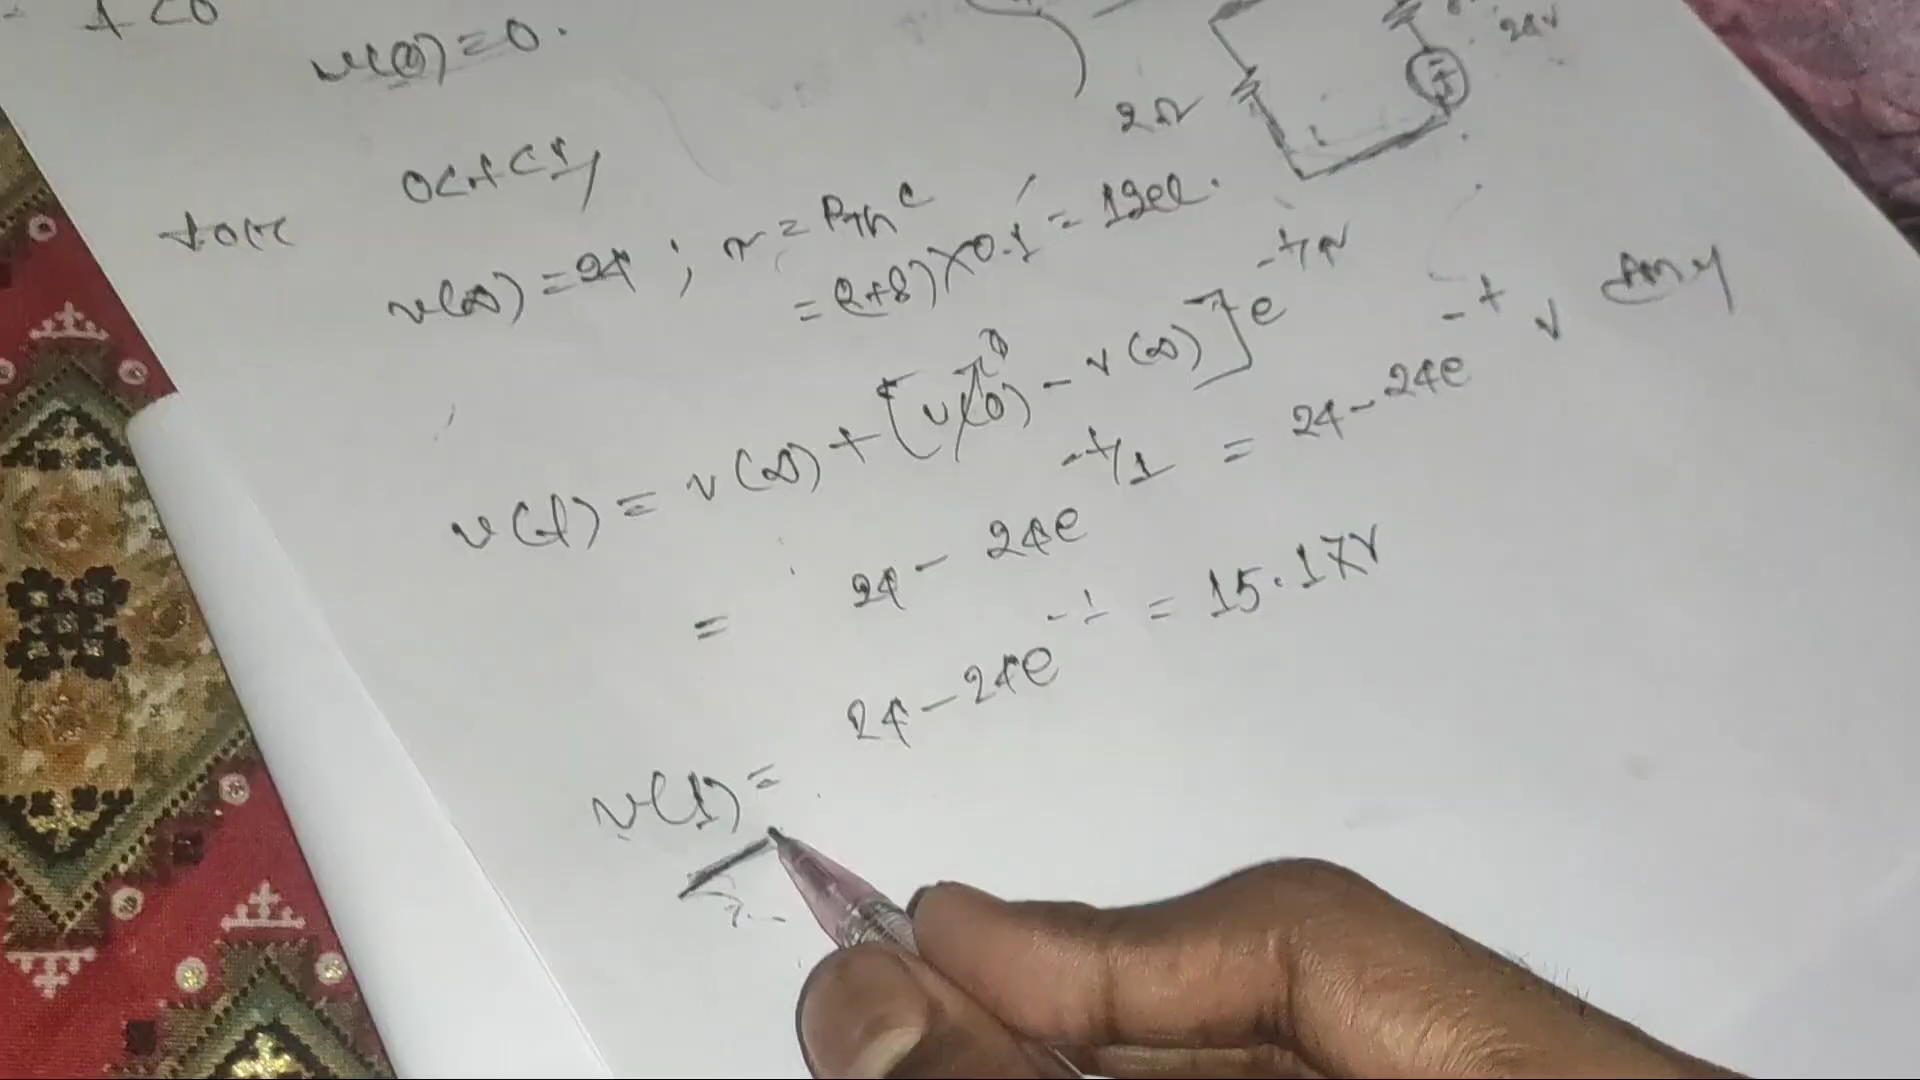 t<0
v(0)=0.
24V
2Ω
0<t<1,
for
v(∞)=24 ; τ = R_Th C
= (2+8)×0.1 = 1sec.
v(t) = v(∞) + [v(0) - v(∞)] e^{-t/τ}
= 24 - 24e^{-t/1} = 24 - 24e^{-t} v
v(1) = 24 - 24e^{-1} = 15.17V